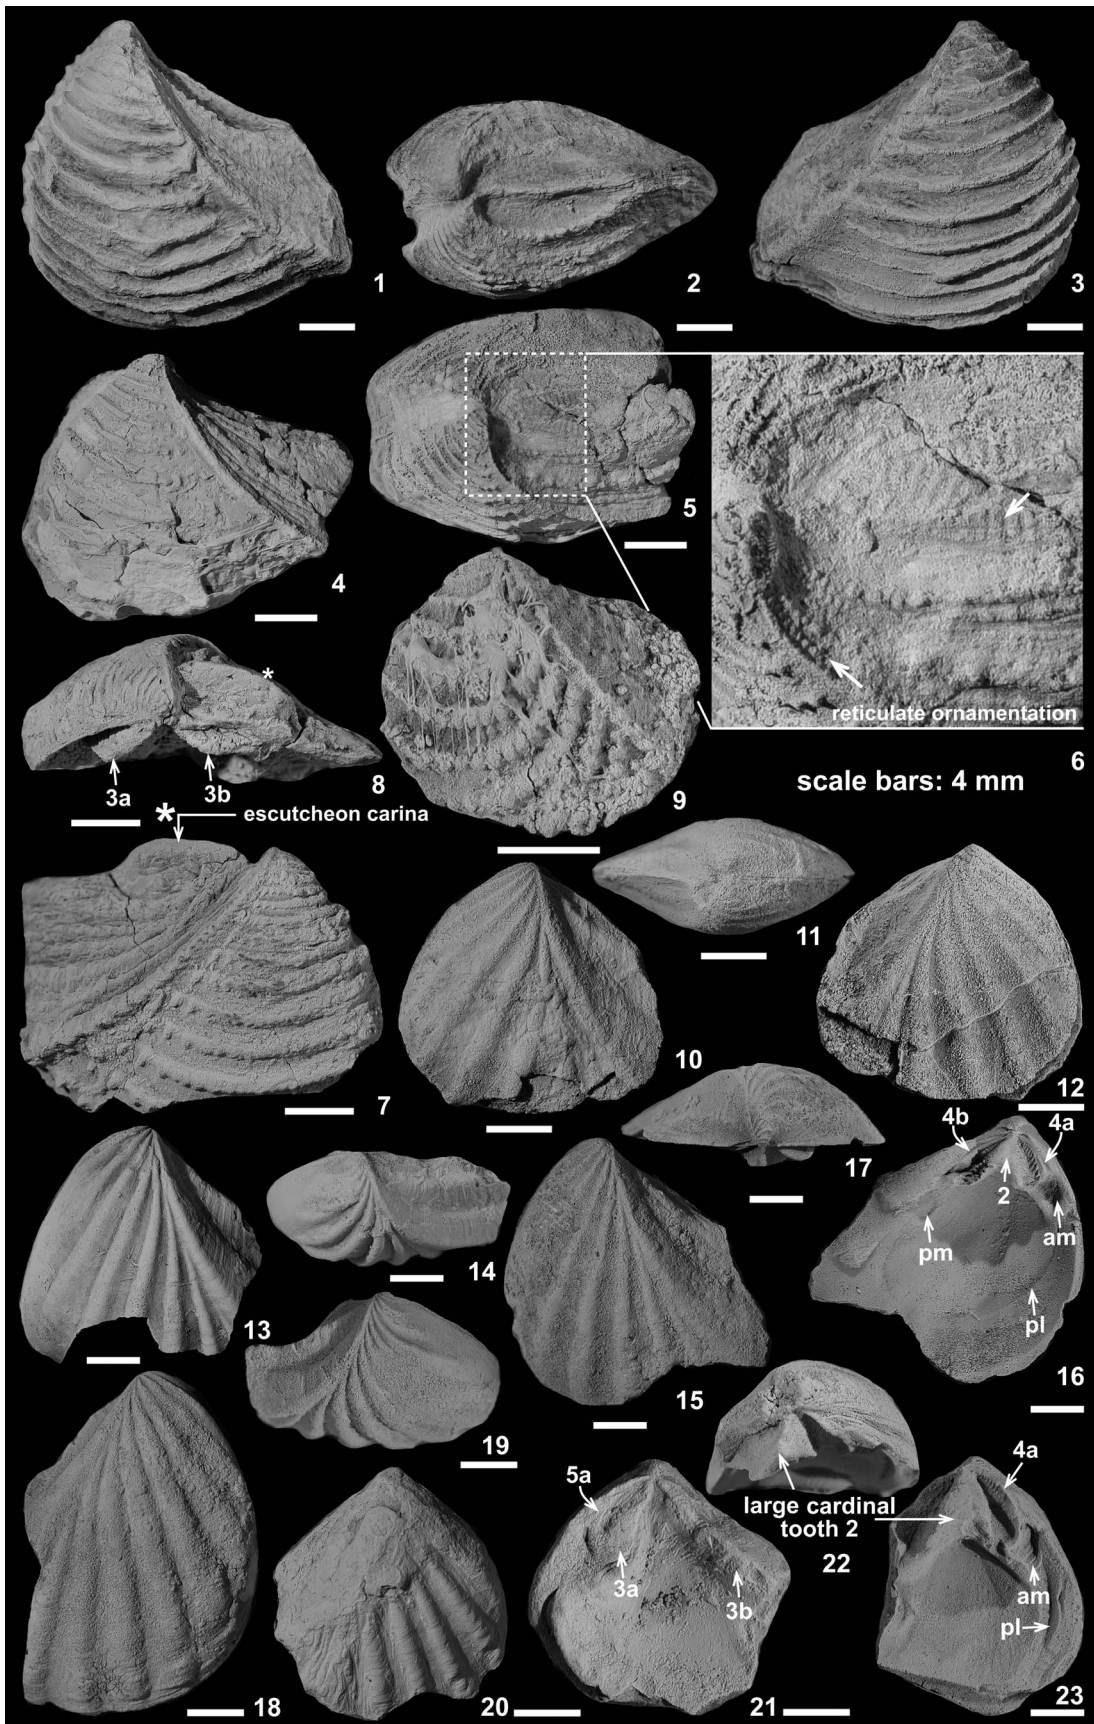 1
2
3
4
5
reticulate ornamentation
6
scale bars: 4 mm
3a
3b
8
9
*
* escutcheon carina
7
10
11
12
13
14
15
17
4b
4a
2
pm
am
pl
16
18
19
20
5a
3a
3b
21
large cardinal
tooth 2
22
4a
am
pl
23